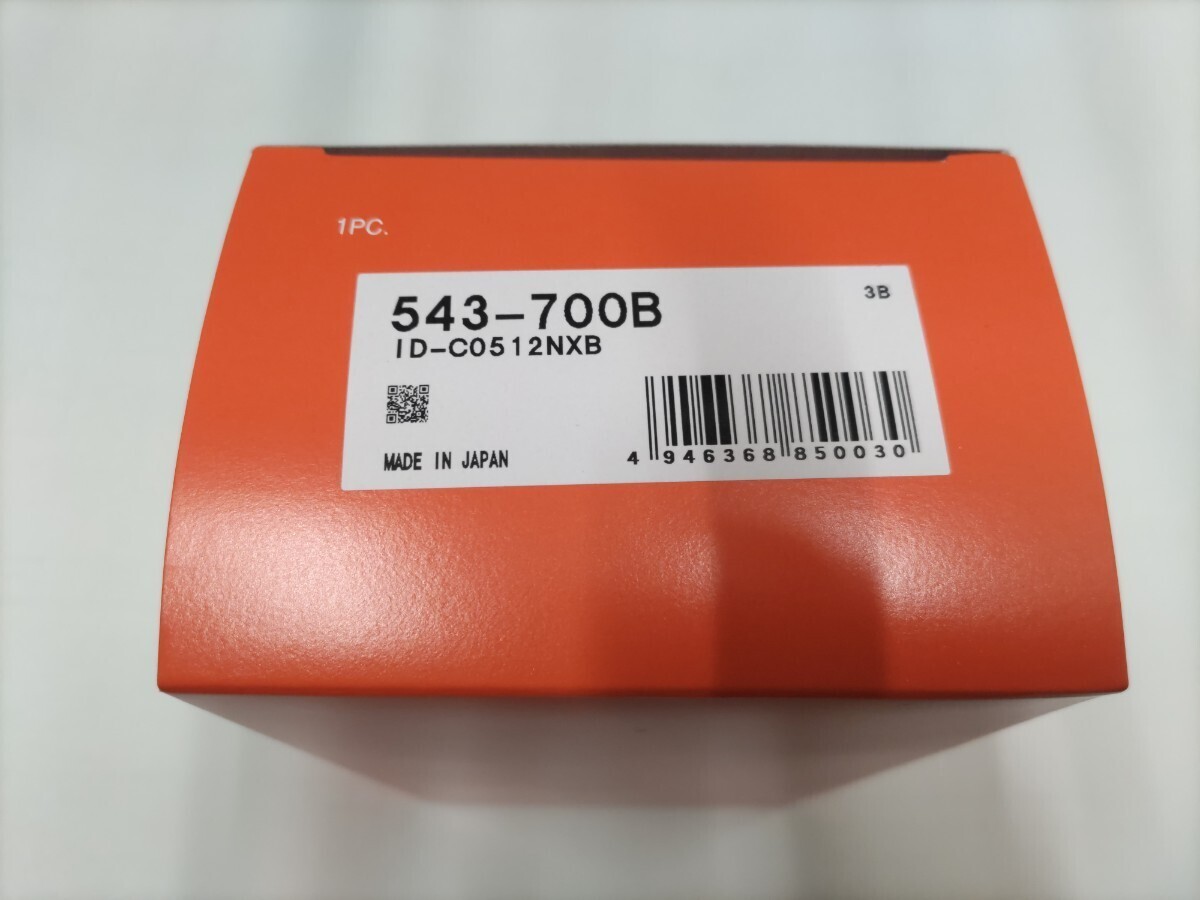 1PC.
543-700B
3B
ID-C0512NXB
MADE IN JAPAN
4 946368 850030